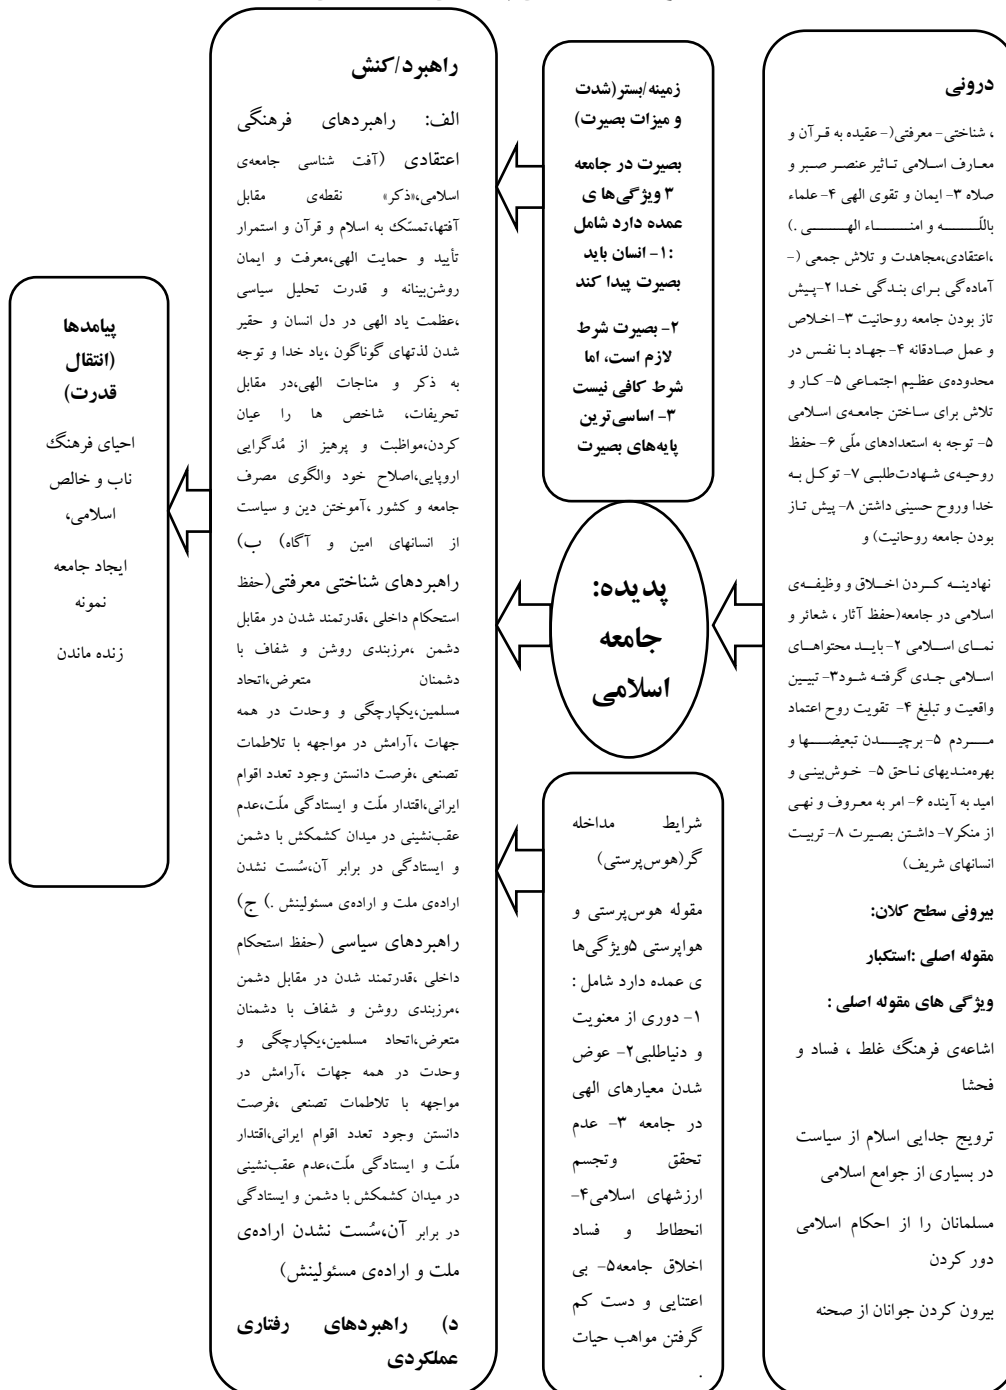 درونی
، شناختی- معرفتی(- عقیده به قرآن و
معارف اسلامی تاثیر عنصر صبر و
صلاه ۳- ایمان و تقوی الهی ۴- علماء
باللّه و امناء الهی .)
،اعتقادی،مجاهدت و تلاش جمعی (-
آماده‌گی برای بندگی خدا ۲-پیش
تاز بودن جامعه روحانیت ۳- اخلاص
و عمل صادقانه ۴- جهاد با نفس در
محدوده‌ی عظیم اجتماعی ۵- کار و
تلاش برای ساختن جامعه‌ی اسلامی
۵- توجه به استعدادهای ملّی ۶- حفظ
روحیه‌ی شهادت‌طلبی ۷- توکل به
خدا وروح حسینی داشتن ۸- پیش تاز
بودن جامعه روحانیت) و
نهادینه کردن اخلاق و وظیفه‌ی
اسلامی در جامعه(حفظ آثار ، شعائر و
نمای اسلامی ۲- باید محتواهای
اسلامی جدی گرفته شود۳- تبیین
واقعیت و تبلیغ ۴- تقویت روح اعتماد
مردم ۵- برچیدن تبعیضها و
بهره‌مندیهای ناحق ۵- خوش‌بینی و
امید به آینده ۶- امر به معروف و نهی
از منکر۷- داشتن بصیرت ۸- تربیت
انسانهای شریف)
بیرونی سطح کلان:
مقوله اصلی :استکبار
ویژگی های مقوله اصلی :
اشاعه‌ی فرهنگ غلط ، فساد و
فحشا
ترویج جدایی اسلام از سیاست
در بسیاری از جوامع اسلامی
مسلمانان را از احکام اسلامی
دور کردن
بیرون کردن جوانان از صحنه
زمینه/بستر(شدت
و میزات بصیرت)
بصیرت در جامعه
۳ ویژگی‌ها ی
عمده دارد شامل
:۱- انسان باید
بصیرت پیدا کند
۲- بصیرت شرط
لازم است، اما
شرط کافی نیست
۳- اساسی‌ترین
پایه‌های بصیرت
پدیده:
جامعه
اسلامی
شرایط مداخله
گر(هوس‌پرستی)
مقوله هوس‌پرستی و
هواپرستی ۵ویژگی‌ها
ی عمده دارد شامل :
۱- دوری از معنویت
و دنیاطلبی۲- عوض
شدن معیارهای الهی
در جامعه ۳- عدم
تحقق وتجسم
ارزشهای اسلامی۴-
انحطاط و فساد
اخلاق جامعه۵- بی
اعتنایی و دست کم
گرفتن مواهب حیات
.
راهبرد/کنش
الف: راهبردهای فرهنگی
اعتقادی (آفت شناسی جامعه‌ی
اسلامی،«ذکر» نقطه‌ی مقابل
آفتها،تمسّک به اسلام و قرآن و استمرار
تأیید و حمایت الهی،معرفت و ایمان
روشن‌بینانه و قدرت تحلیل سیاسی
،عظمت یاد الهی در دل انسان و حقیر
شدن لذتهای گوناگون ،یاد خدا و توجه
به ذکر و مناجات الهی،در مقابل
تحریفات، شاخص ها را عیان
کردن،مواظبت و پرهیز از مُدگرایی
اروپایی،اصلاح خود والگوی مصرف
جامعه و کشور ،آموختن دین و سیاست
از انسانهای امین و آگاه) ب)
راهبردهای شناختی معرفتی(حفظ
استحکام داخلی ،قدرتمند شدن در مقابل
دشمن ،مرزبندی روشن و شفاف با
دشمنان متعرض،اتحاد
مسلمین،یکپارچگی و وحدت در همه
جهات ،آرامش در مواجهه با تلاطمات
تصنعی ،فرصت دانستن وجود تعدد اقوام
ایرانی،اقتدار ملّت و ایستادگی ملّت،عدم
عقب‌نشینی در میدان کشمکش با دشمن
و ایستادگی در برابر آن،سُست نشدن
اراده‌ی ملت و اراده‌ی مسئولینش .) ج)
راهبردهای سیاسی (حفظ استحکام
داخلی ،قدرتمند شدن در مقابل دشمن
،مرزبندی روشن و شفاف با دشمنان
متعرض،اتحاد مسلمین،یکپارچگی و
وحدت در همه جهات ،آرامش در
مواجهه با تلاطمات تصنعی ،فرصت
دانستن وجود تعدد اقوام ایرانی،اقتدار
ملّت و ایستادگی ملّت،عدم عقب‌نشینی
در میدان کشمکش با دشمن و ایستادگی
در برابر آن،سُست نشدن اراده‌ی
ملت و اراده‌ی مسئولینش)
د) راهبردهای رفتاری
عملکردی
پیامدها
(انتقال
قدرت)
احیای فرهنگ
ناب و خالص
اسلامی،
ایجاد جامعه
نمونه
زنده ماندن